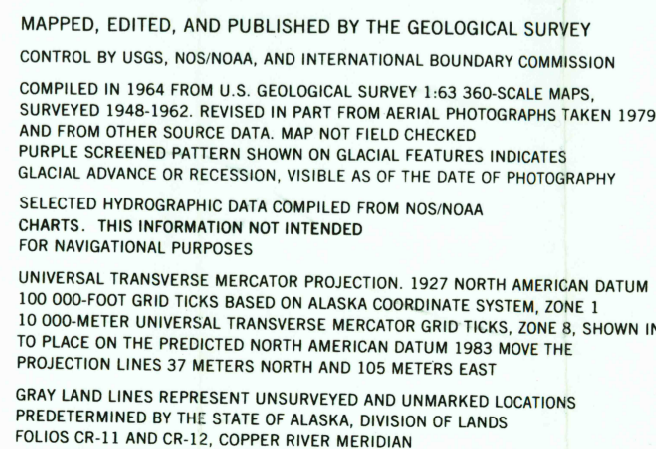 MAPPED, EDITED, AND PUBLISHED BY THE GEOLOGICAL SURVEY
CONTROL BY USGS, NOS/NOAA, AND INTERNATIONAL BOUNDARY COMMISSION
COMPILED IN 1964 FROM U.S. GEOLOGICAL SURVEY 1:63 360-SCALE MAPS,
SURVEYED 1948-1962. REVISED IN PART FROM AERIAL PHOTOGRAPHS TAKEN 1979
AND FROM OTHER SOURCE DATA. MAP NOT FIELD CHECKED
PURPLE SCREENED PATTERN SHOWN ON GLACIAL FEATURES INDICATES
GLACIAL ADVANCE OR RECESSION, VISIBLE AS OF THE DATE OF PHOTOGRAPHY
SELECTED HYDROGRAPHIC DATA COMPILED FROM NOS/NOAA
CHARTS. THIS INFORMATION NOT INTENDED
FOR NAVIGATIONAL PURPOSES
UNIVERSAL TRANSVERSE MERCATOR PROJECTION. 1927 NORTH AMERICAN DATUM
100 000-FOOT GRID TICKS BASED ON ALASKA COORDINATE SYSTEM, ZONE 1
10 000-METER UNIVERSAL TRANSVERSE MERCATOR GRID TICKS, ZONE 8, SHOWN IN
TO PLACE ON THE PREDICTED NORTH AMERICAN DATUM 1983 MOVE THE
PROJECTION LINES 37 METERS NORTH AND 105 METERS EAST
GRAY LAND LINES REPRESENT UNSURVEYED AND UNMARKED LOCATIONS
PREDETERMINED BY THE STATE OF ALASKA, DIVISION OF LANDS
FOLIOS CR-11 AND CR-12, COPPER RIVER MERIDIAN